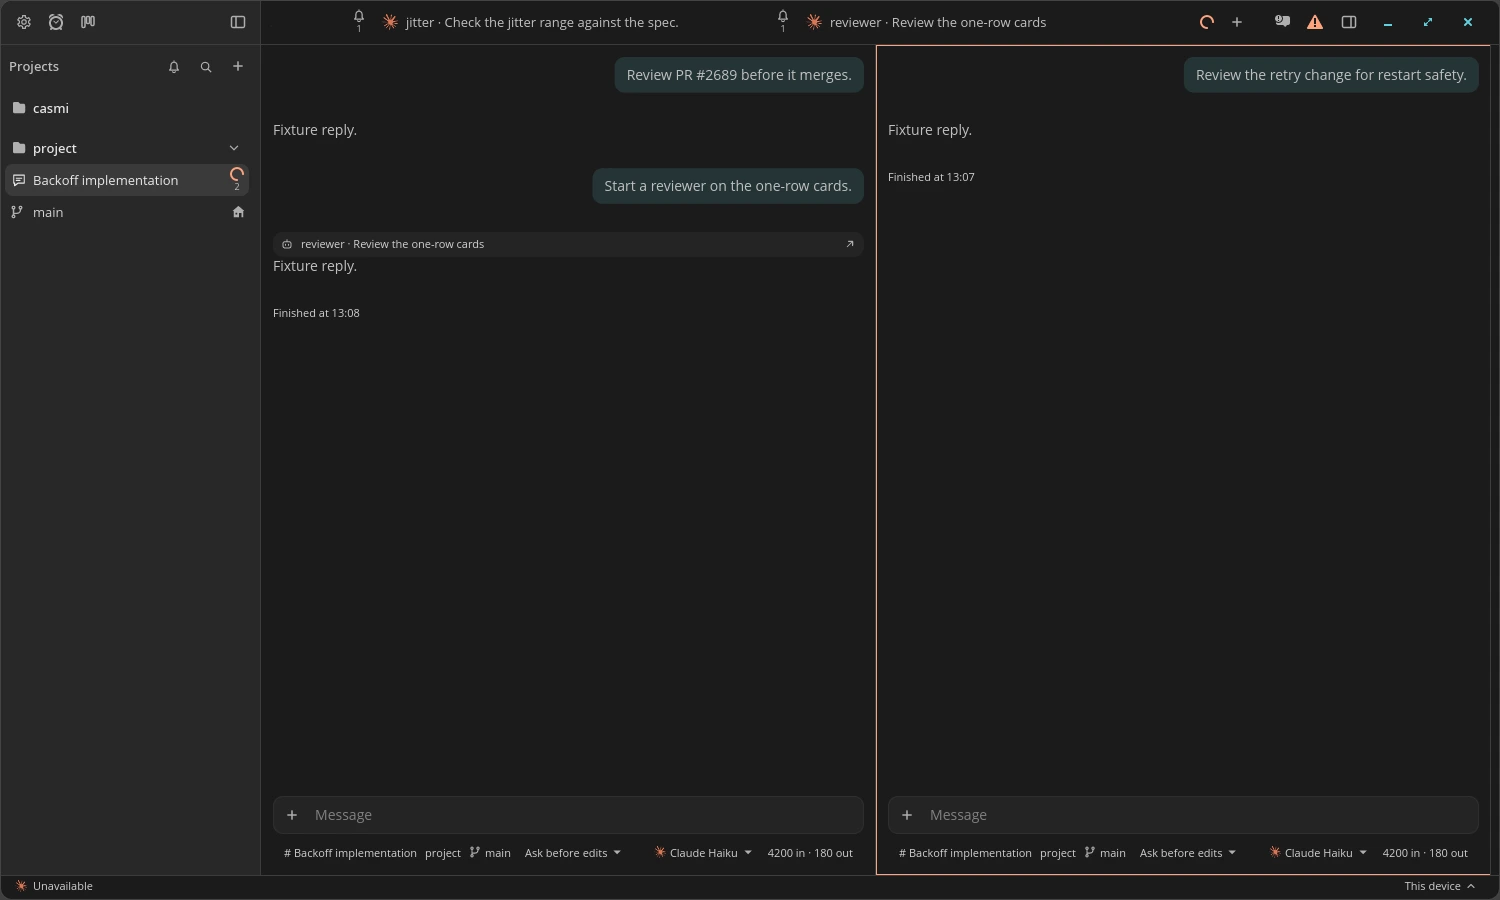 jitter · Check the jitter range against the spec.
1
reviewer · Review the one-row cards
1
Projects
casmi
project
Backoff implementation
2
main
Review PR #2689 before it merges.
Fixture reply.
Start a reviewer on the one-row cards.
reviewer · Review the one-row cards
Fixture reply.
Finished at 13:08
Message
# Backoff implementation project main Ask before edits Claude Haiku 4200 in · 180 out
Review the retry change for restart safety.
Fixture reply.
Finished at 13:07
Message
# Backoff implementation project main Ask before edits Claude Haiku 4200 in · 180 out
Unavailable
This device